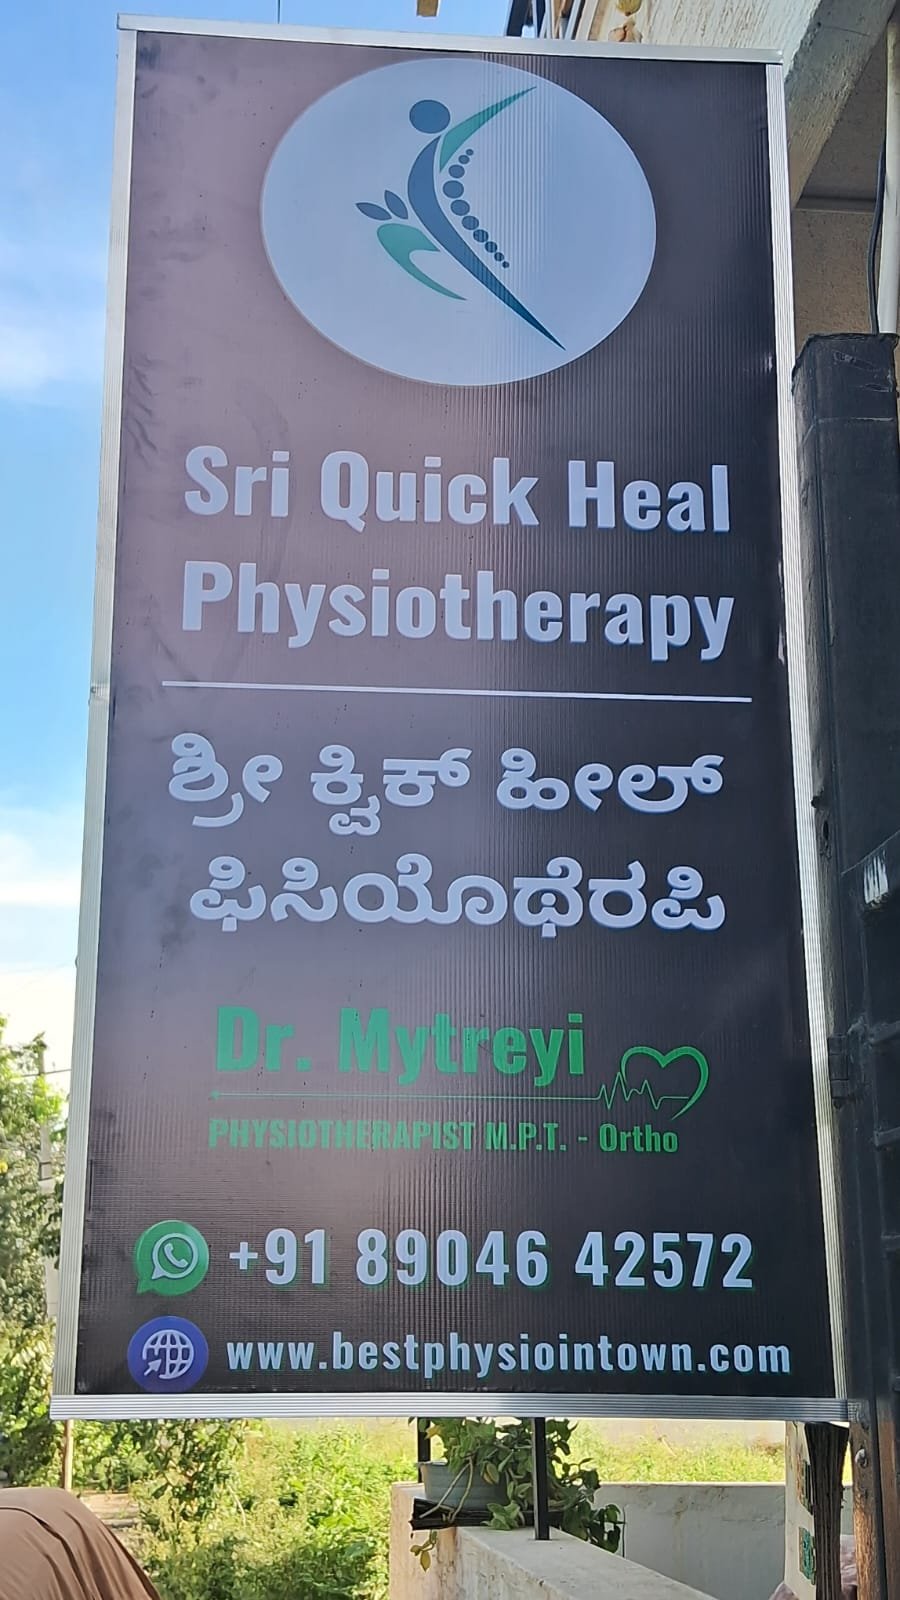 Sri Quick Heal
Physiotherapy
ಶ್ರೀ ಕ್ವಿಕ್ ಹೀಲ್
ಫಿಸಿಯೊಥೆರಪಿ
Dr. Mytreyi
PHYSIOTHERAPIST M.P.T. - Ortho
+91 89046 42572
www.bestphysiointown.com